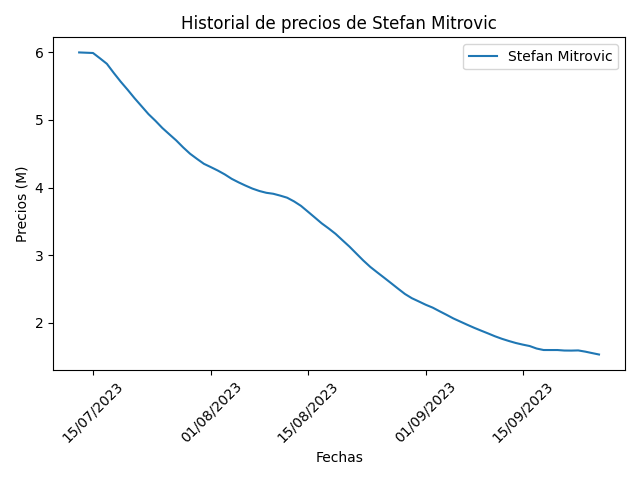 Historial de precios de Stefan Mitrovic
Stefan Mitrovic
Precios (M)
6
5
4
3
2
15/07/2023
01/08/2023
15/08/2023
01/09/2023
15/09/2023
Fechas